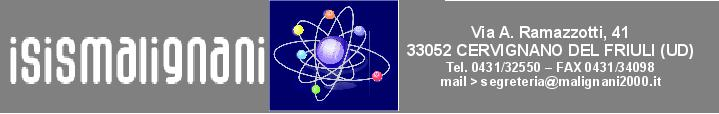 isismalignani
Via A. Ramazzotti, 41
33052 CERVIGNANO DEL FRIULI (UD)
Tel. 0431/32550 – FAX 0431/34098
mail > segreteria@malignani2000.it